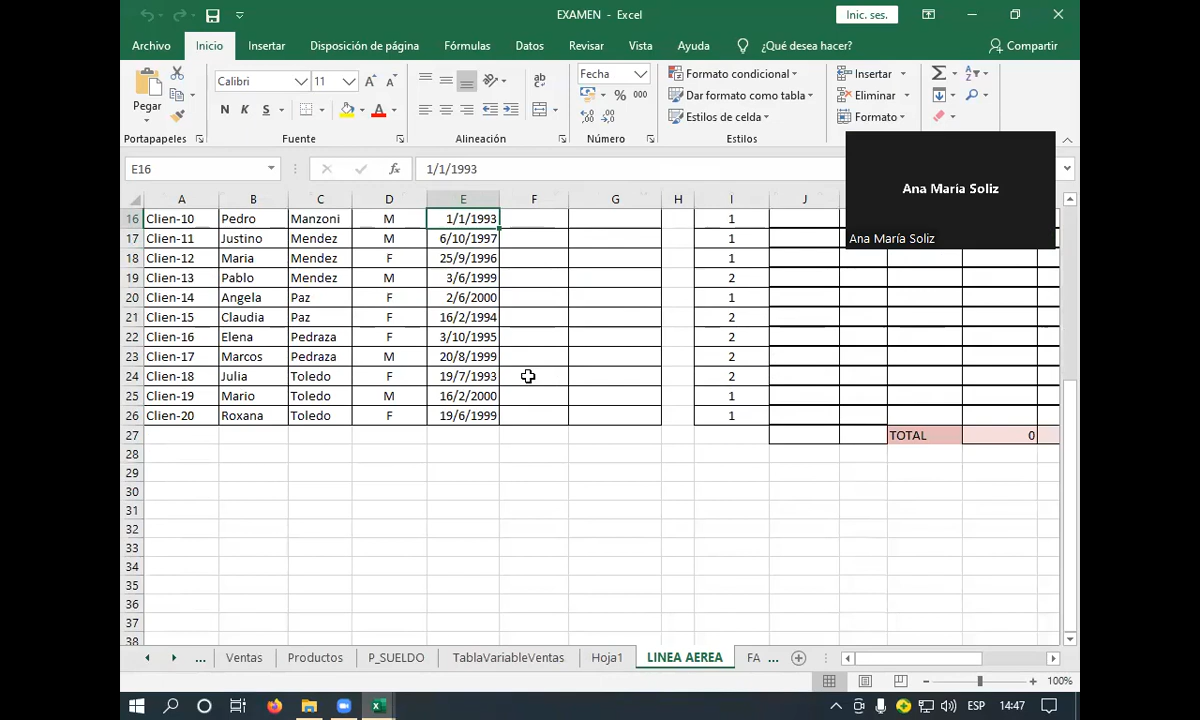 EXAMEN - Excel
Inic. ses.
Archivo Inicio Insertar Disposición de página Fórmulas Datos Revisar Vista Ayuda ¿Qué desea hacer? Compartir
Pegar
Calibri 11
N K S
Fecha
% 000
Formato condicional
Dar formato como tabla
Estilos de celda
Insertar
Eliminar
Formato
Portapapeles Fuente Alineación Número Estilos
Ana María Soliz
Ana María Soliz
E16 fx 1/1/1993
A B C D E F G H I J
16 Clien-10 Pedro Manzoni M 1/1/1993 1
17 Clien-11 Justino Mendez M 6/10/1997 1
18 Clien-12 Maria Mendez F 25/9/1996 1
19 Clien-13 Pablo Mendez M 3/6/1999 2
20 Clien-14 Angela Paz F 2/6/2000 1
21 Clien-15 Claudia Paz F 16/2/1994 2
22 Clien-16 Elena Pedraza F 3/10/1995 2
23 Clien-17 Marcos Pedraza M 20/8/1999 2
24 Clien-18 Julia Toledo F 19/7/1993 2
25 Clien-19 Mario Toledo M 16/2/2000 1
26 Clien-20 Roxana Toledo F 19/6/1999 1
27 TOTAL 0
28
29
30
31
32
33
34
35
36
37
38
... Ventas Productos P_SUELDO TablaVariableVentas Hoja1 LINEA AEREA FA ...
100%
ESP 14:47